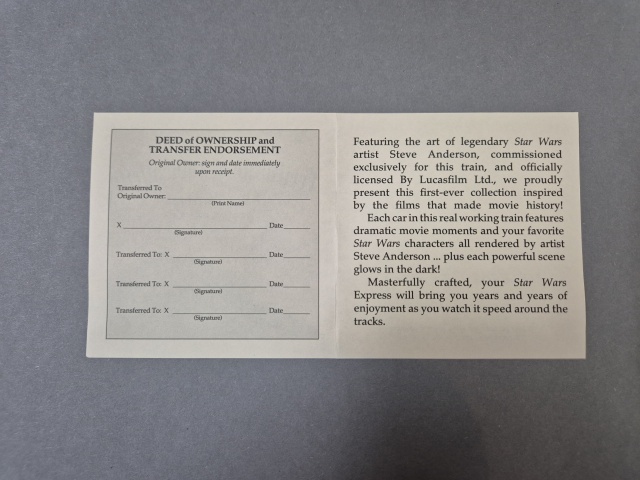 DEED of OWNERSHIP and
TRANSFER ENDORSEMENT
Original Owner: sign and date immediately
upon receipt.
Transferred To
Original Owner:
(Print Name)
X Date
(Signature)
Transferred To: X Date
(Signature)
Transferred To: X Date
(Signature)
Transferred To: X Date
(Signature)
Featuring the art of legendary Star Wars
artist Steve Anderson, commissioned
exclusively for this train, and officially
licensed By Lucasfilm Ltd., we proudly
present this first-ever collection inspired
by the films that made movie history!
Each car in this real working train features
dramatic movie moments and your favorite
Star Wars characters all rendered by artist
Steve Anderson ... plus each powerful scene
glows in the dark!
Masterfully crafted, your Star Wars
Express will bring you years and years of
enjoyment as you watch it speed around the
tracks.